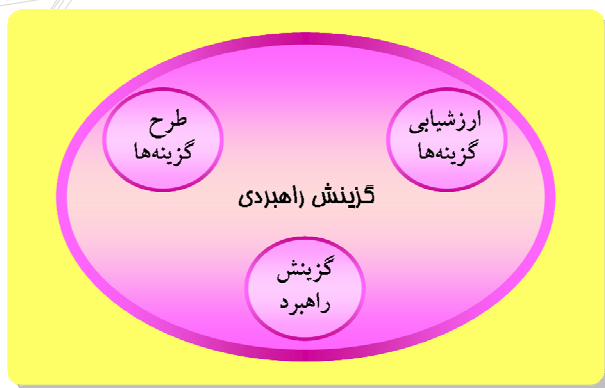 ارزشیابی
گزینه‌ها
طرح
گزینه‌ها
گزینش راهبردی
گزینش
راهبرد